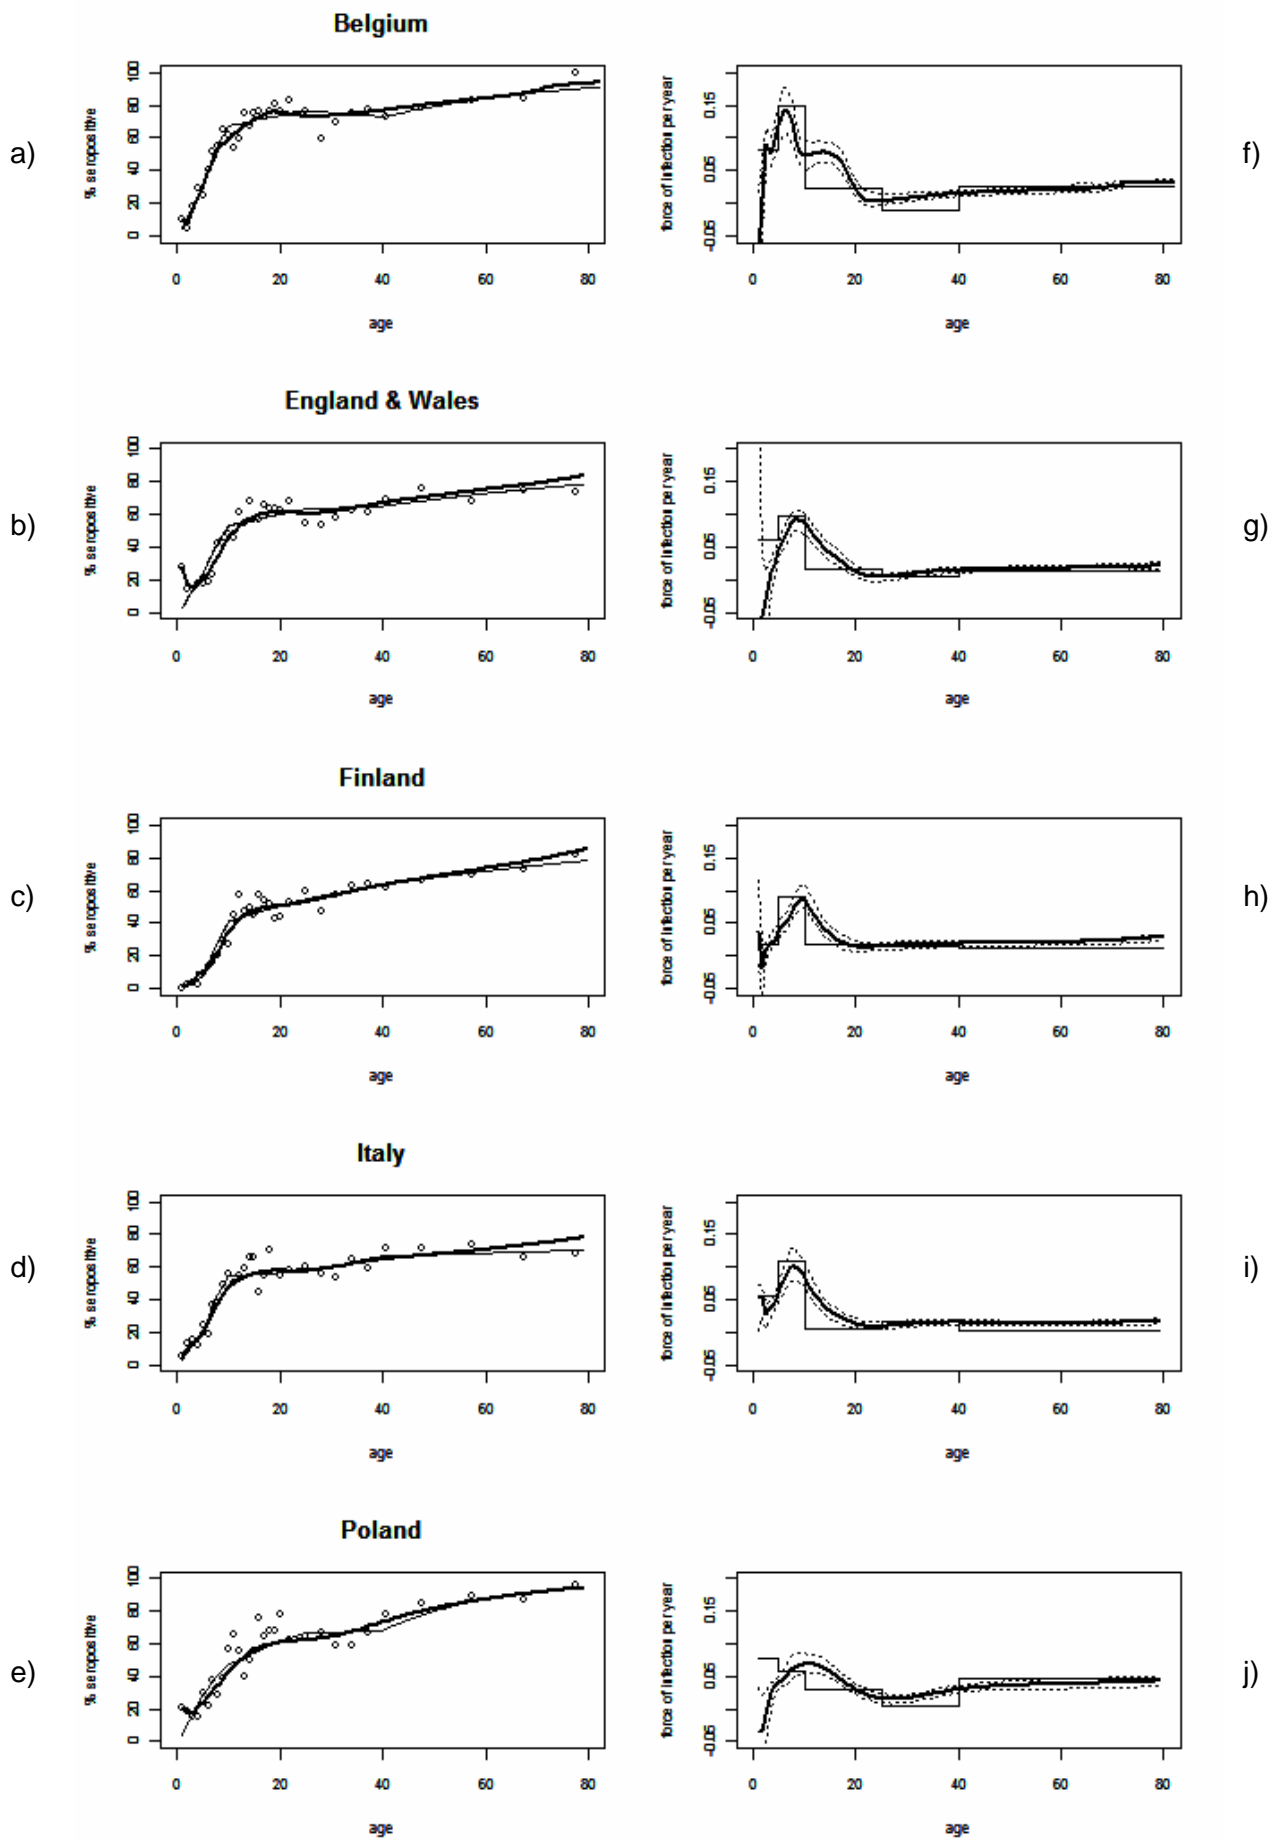 Belgium
a)
% seropositive
0 20 40 60 80 100
0 20 40 60 80
age
force of infection per year
-0.05 0.05 0.15
0 20 40 60 80
age
f)
England & Wales
b)
% seropositive
0 20 40 60 80 100
0 20 40 60 80
age
force of infection per year
-0.05 0.05 0.15
0 20 40 60 80
age
g)
Finland
c)
% seropositive
0 20 40 60 80 100
0 20 40 60 80
age
force of infection per year
-0.05 0.05 0.15
0 20 40 60 80
age
h)
Italy
d)
% seropositive
0 20 40 60 80 100
0 20 40 60 80
age
force of infection per year
-0.05 0.05 0.15
0 20 40 60 80
age
i)
Poland
e)
% seropositive
0 20 40 60 80 100
0 20 40 60 80
age
force of infection per year
-0.05 0.05 0.15
0 20 40 60 80
age
j)